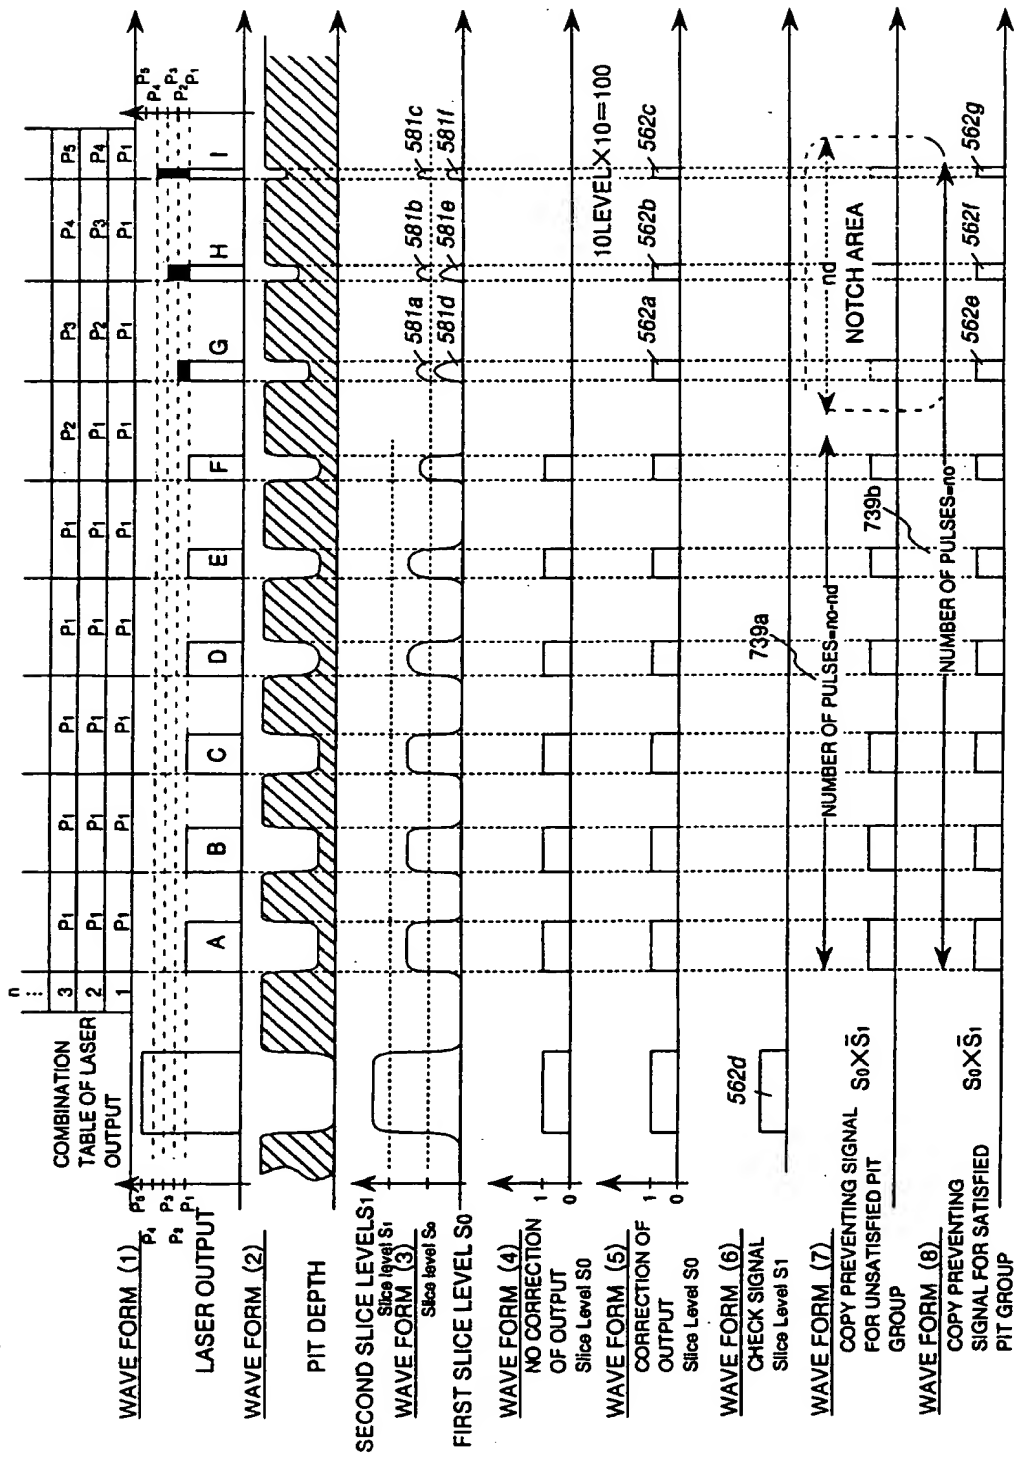 COMBINATION
TABLE OF LASER
OUTPUT
n
3 P1 P1 P1 P1 P1 P2 P3 P4 P5
2 P1 P1 P1 P1 P1 P1 P2 P3 P4
1 P1 P1 P1 P1 P1 P1 P1 P1 P1
WAVE FORM (1)
LASER OUTPUT
P5
P4
P3
P2
P1
A B C D E F G H I
P5
P4
P3
P2
P1
WAVE FORM (2)
PIT DEPTH
SECOND SLICE LEVELS1
Slice level S1
WAVE FORM (3)
Slice level S0
FIRST SLICE LEVEL S0
581a 581b 581c
581d 581e 581f
WAVE FORM (4)
NO CORRECTION
OF OUTPUT
Slice Level S0
1
0
10LEVEL×10=100
WAVE FORM (5)
CORRECTION OF
OUTPUT
Slice Level S0
1
0
562a 562b 562c
WAVE FORM (6)
CHECK SIGNAL
Slice Level S1
562d
WAVE FORM (7)
COPY PREVENTING SIGNAL
FOR UNSATISFIED PIT
GROUP
S0×S̄1
739a
NUMBER OF PULSES=no-nd
nd
NOTCH AREA
WAVE FORM (8)
COPY PREVENTING
SIGNAL FOR SATISFIED
PIT GROUP
S0×S̄1
739b
NUMBER OF PULSES=no
562e 562f 562g